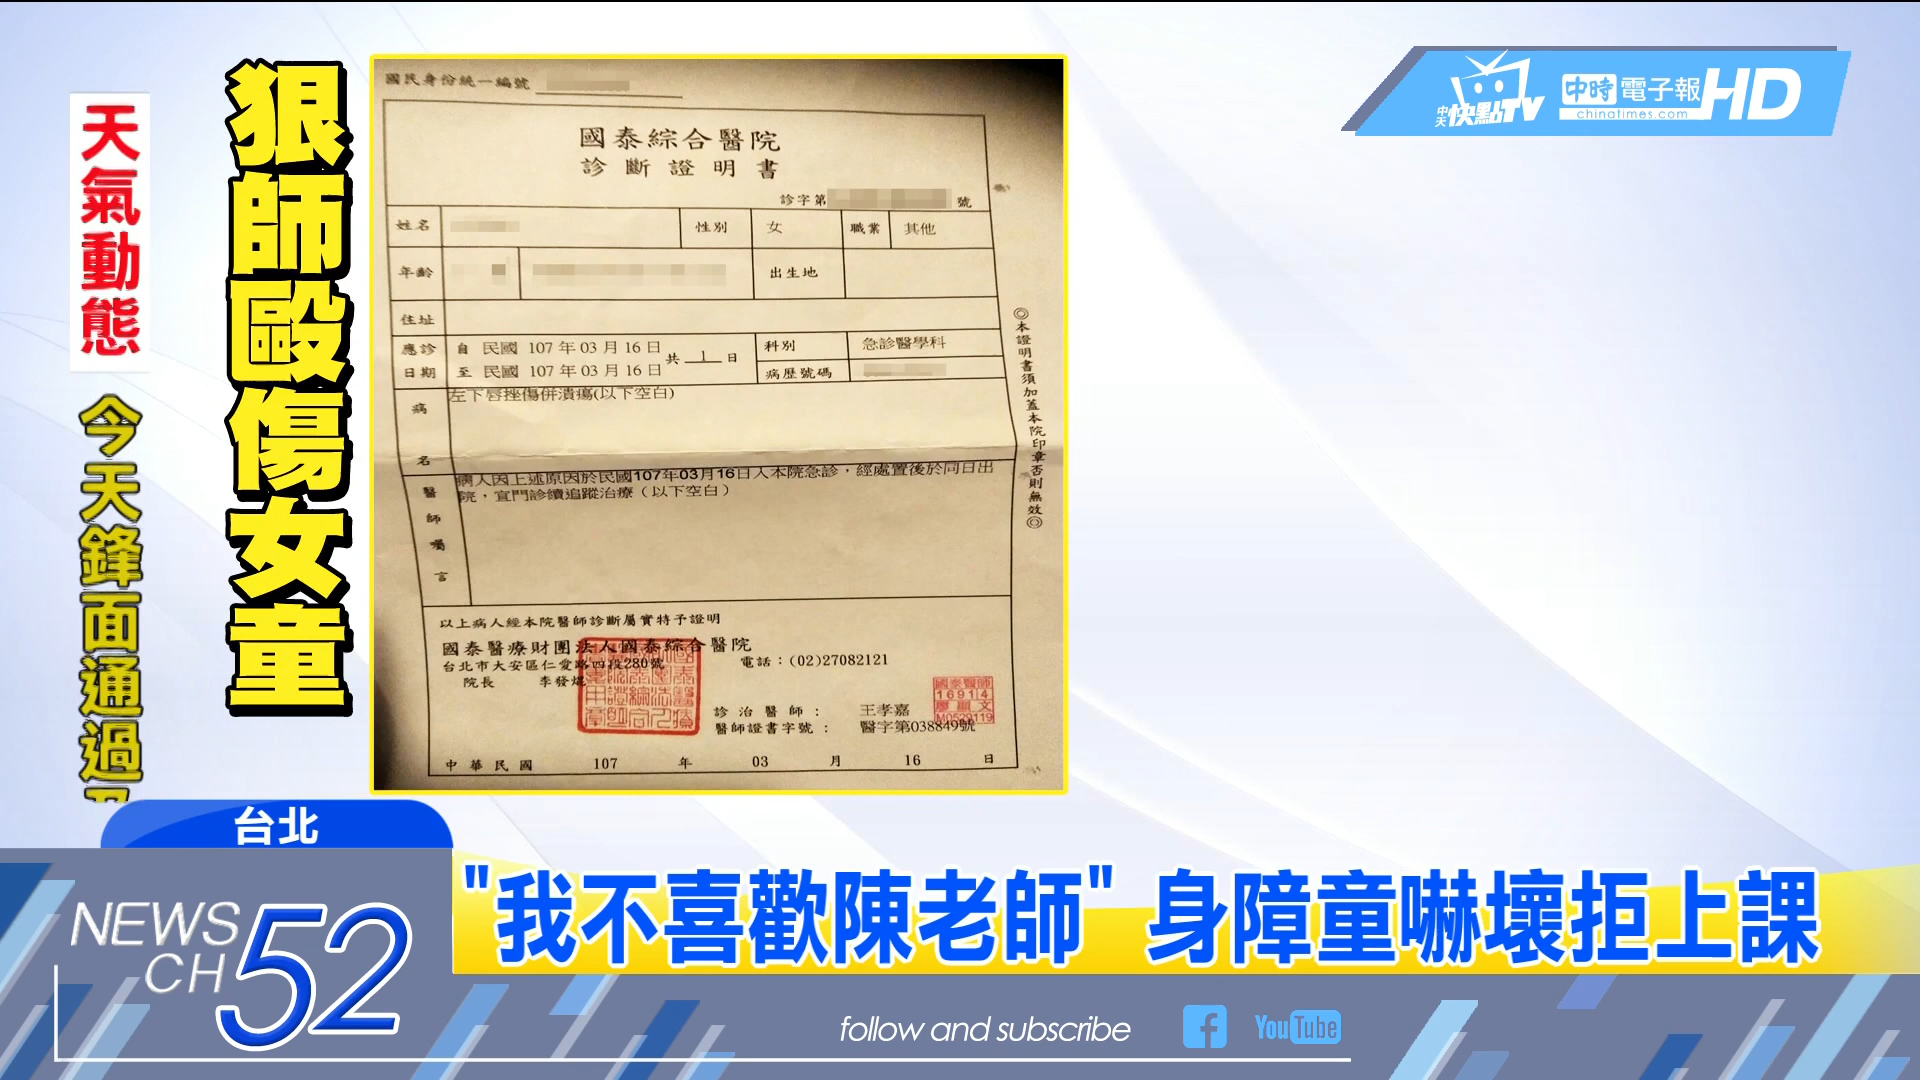 天氣動態
今天鋒面通過
狠師毆傷女童
國民身份統一編號
國泰綜合醫院
診斷證明書
診字第 號
姓名 性別 女 職業 其他
年齡 出生地
住址
應診日期 自 民國 107 年 03 月 16 日 共 1 日 科別 急診醫學科
至 民國 107 年 03 月 16 日 病歷號碼
病名 左下唇挫傷併潰瘍(以下空白)
醫師囑言 病人因上述原因於民國107年03月16日入本院急診，經處置後於同日出
院，宜門診續追蹤治療（以下空白）
◎本證明書須加蓋本院印章否則無效◎
以上病人經本院醫師診斷屬實特予證明
國泰醫療財團法人國泰綜合醫院
台北市大安區仁愛路四段280號 電話：(02)27082121
院長 李發焜
診治醫師： 王孝嘉
醫師證書字號： 醫字第038849號
國泰醫師
16914
中華民國 107 年 03 月 16 日
中天快點TV 中時電子報 HD
chinatimes.com
台北
NEWS CH 52
"我不喜歡陳老師" 身障童嚇壞拒上課
follow and subscribe
YouTube